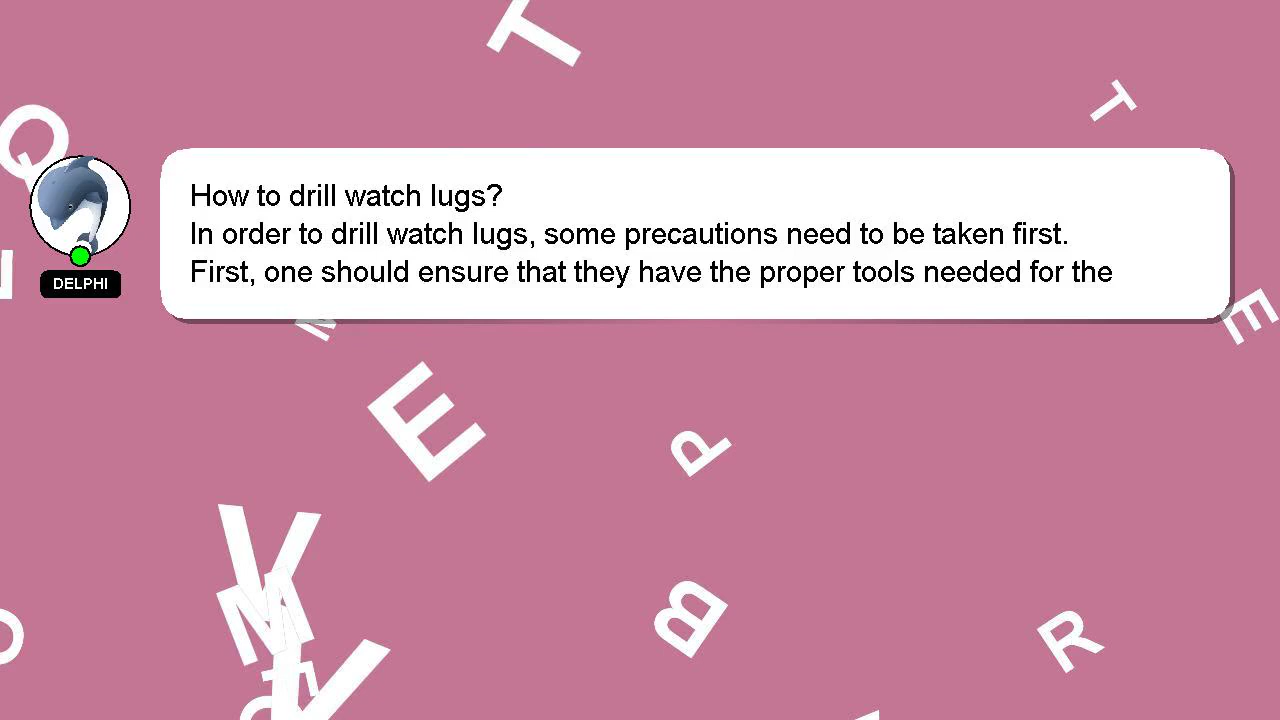 T
T
Q
How to drill watch lugs?
In order to drill watch lugs, some precautions need to be taken first.
First, one should ensure that they have the proper tools needed for the
DELPHI
M
E
E
P
V
M
B
R
V